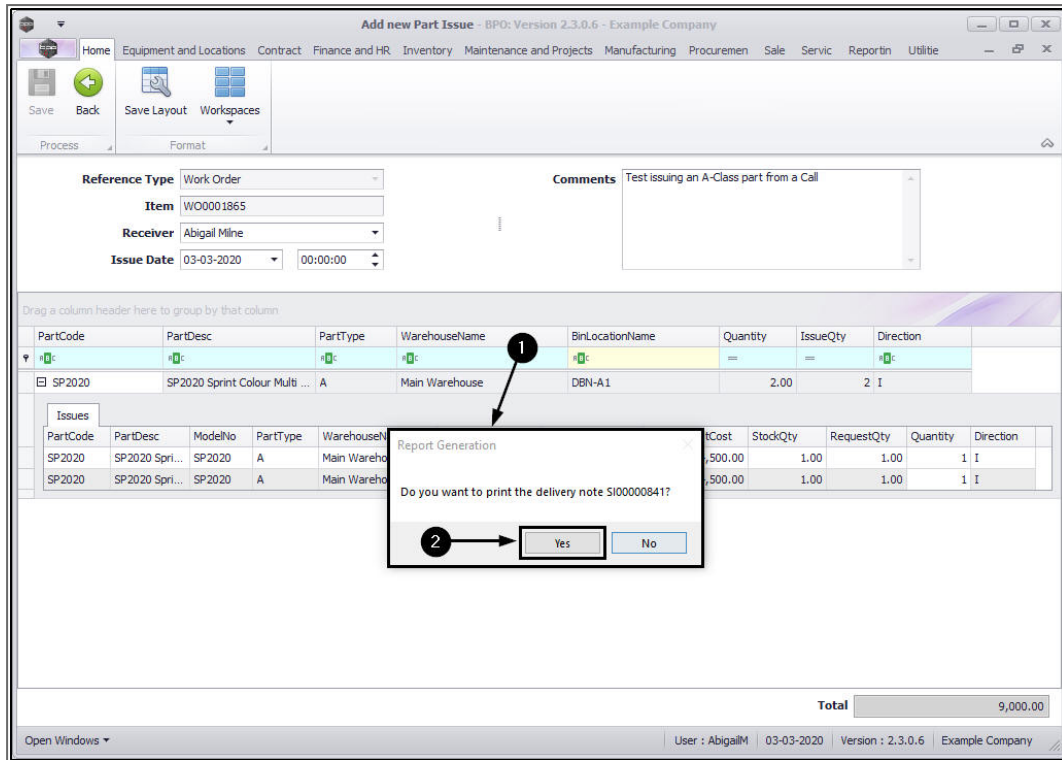 Add new Part Issue - BPO: Version 2.3.0.6 - Example Company
Home Equipment and Locations Contract Finance and HR Inventory Maintenance and Projects Manufacturing Procuremen Sale Servic Reportin Utilitie
Save Back Save Layout Workspaces
Process Format
Reference Type Work Order
Item WO0001865
Receiver Abigail Milne
Issue Date 03-03-2020 00:00:00
Comments Test issuing an A-Class part from a Call
Drag a column header here to group by that column
PartCode PartDesc PartType WarehouseName BinLocationName Quantity IssueQty Direction
SP2020 SP2020 Sprint Colour Multi ... A Main Warehouse DBN-A1 2.00 2 I
Issues
PartCode PartDesc ModelNo PartType WarehouseN tCost StockQty RequestQty Quantity Direction
SP2020 SP2020 Spri... SP2020 A Main Wareho ,500.00 1.00 1.00 1 I
SP2020 SP2020 Spri... SP2020 A Main Wareho ,500.00 1.00 1.00 1 I
1
Report Generation
Do you want to print the delivery note SI00000841?
2
Yes No
Total 9,000.00
Open Windows User : AbigailM 03-03-2020 Version : 2.3.0.6 Example Company